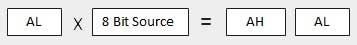 AL X 8 Bit Source = AH AL